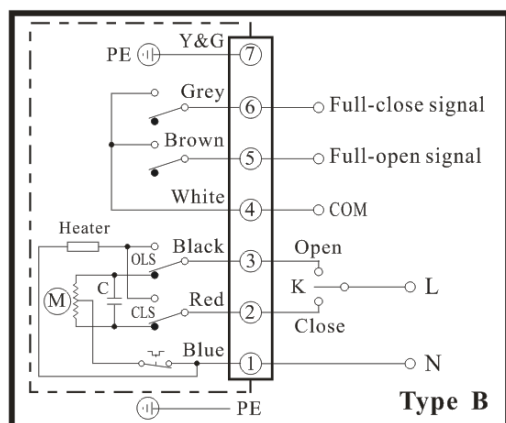 Y&G
PE 7
Grey
6 Full-close signal
Brown
5 Full-open signal
White
4 COM
Heater
OLS Black 3 Open
M C K L
CLS Red 2 Close
Blue 1 N
PE
Type B